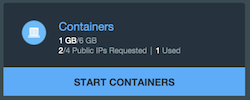 Containers
1 GB/6 GB
2/4 Public IPs Requested | 1 Used
START CONTAINERS